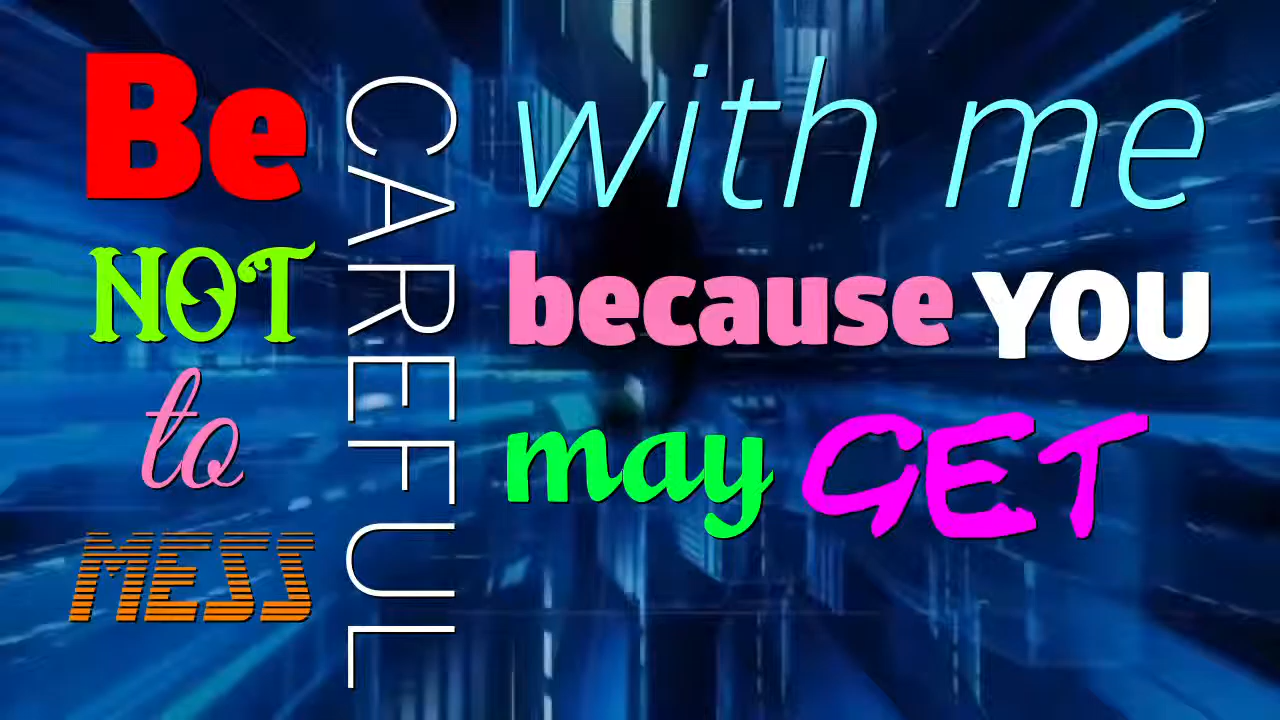 Be
CAREFUL
NOT
to
MESS
with me
because YOU
may GET